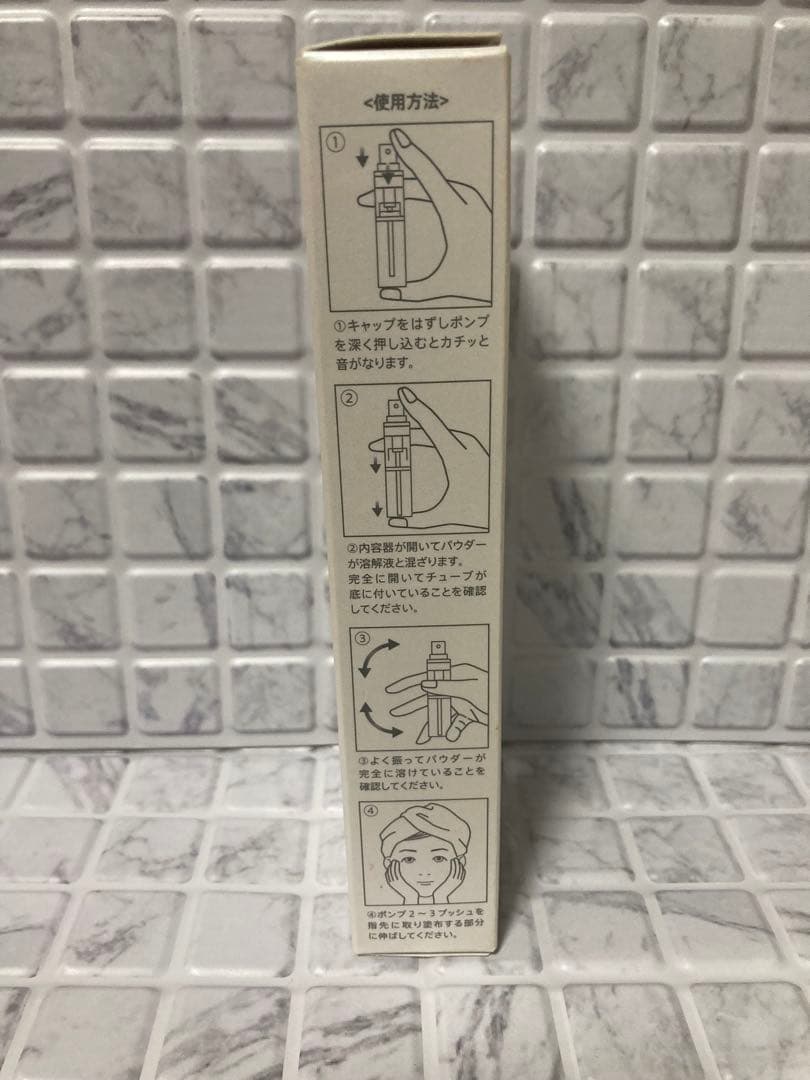 <使用方法>
①
①キャップをはずしポンプ
を深く押し込むとカチッと
音がなります。
②
②内容器が開いてパウダー
が溶解液と混ざります。
完全に開いてチューブが
底に付いていることを確認
してください。
③
③よく振ってパウダーが
完全に溶けていることを
確認してください。
④
④ポンプ2～3プッシュを
指先に取り塗布する部分
に伸ばしてください。